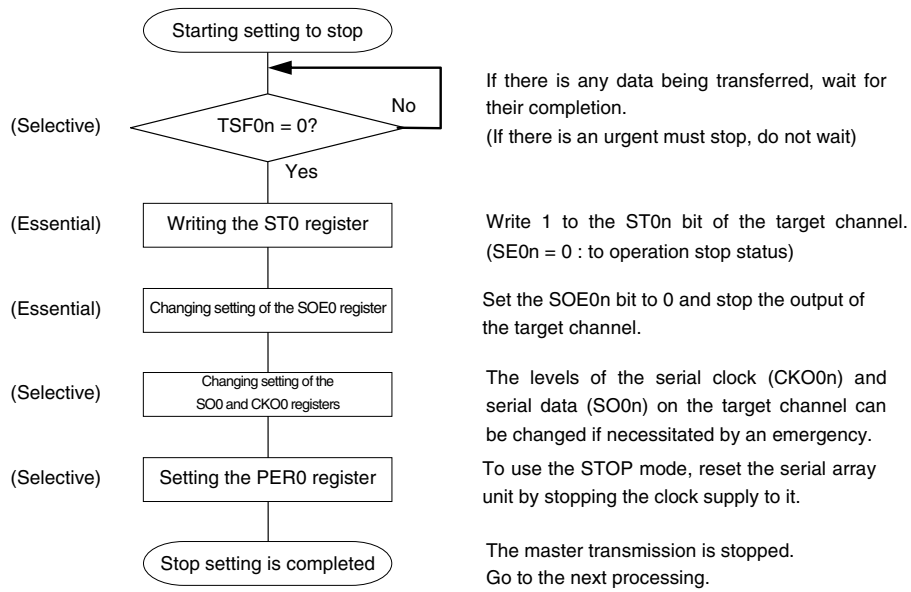 Starting setting to stop
If there is any data being transferred, wait for
their completion.
(If there is an urgent must stop, do not wait)
(Selective)
TSF0n = 0?
No
Yes
(Essential)
Writing the ST0 register
Write 1 to the ST0n bit of the target channel.
(SE0n = 0 : to operation stop status)
(Essential)
Changing setting of the SOE0 register
Set the SOE0n bit to 0 and stop the output of
the target channel.
(Selective)
Changing setting of the
SO0 and CKO0 registers
The levels of the serial clock (CKO0n) and
serial data (SO0n) on the target channel can
be changed if necessitated by an emergency.
(Selective)
Setting the PER0 register
To use the STOP mode, reset the serial array
unit by stopping the clock supply to it.
Stop setting is completed
The master transmission is stopped.
Go to the next processing.